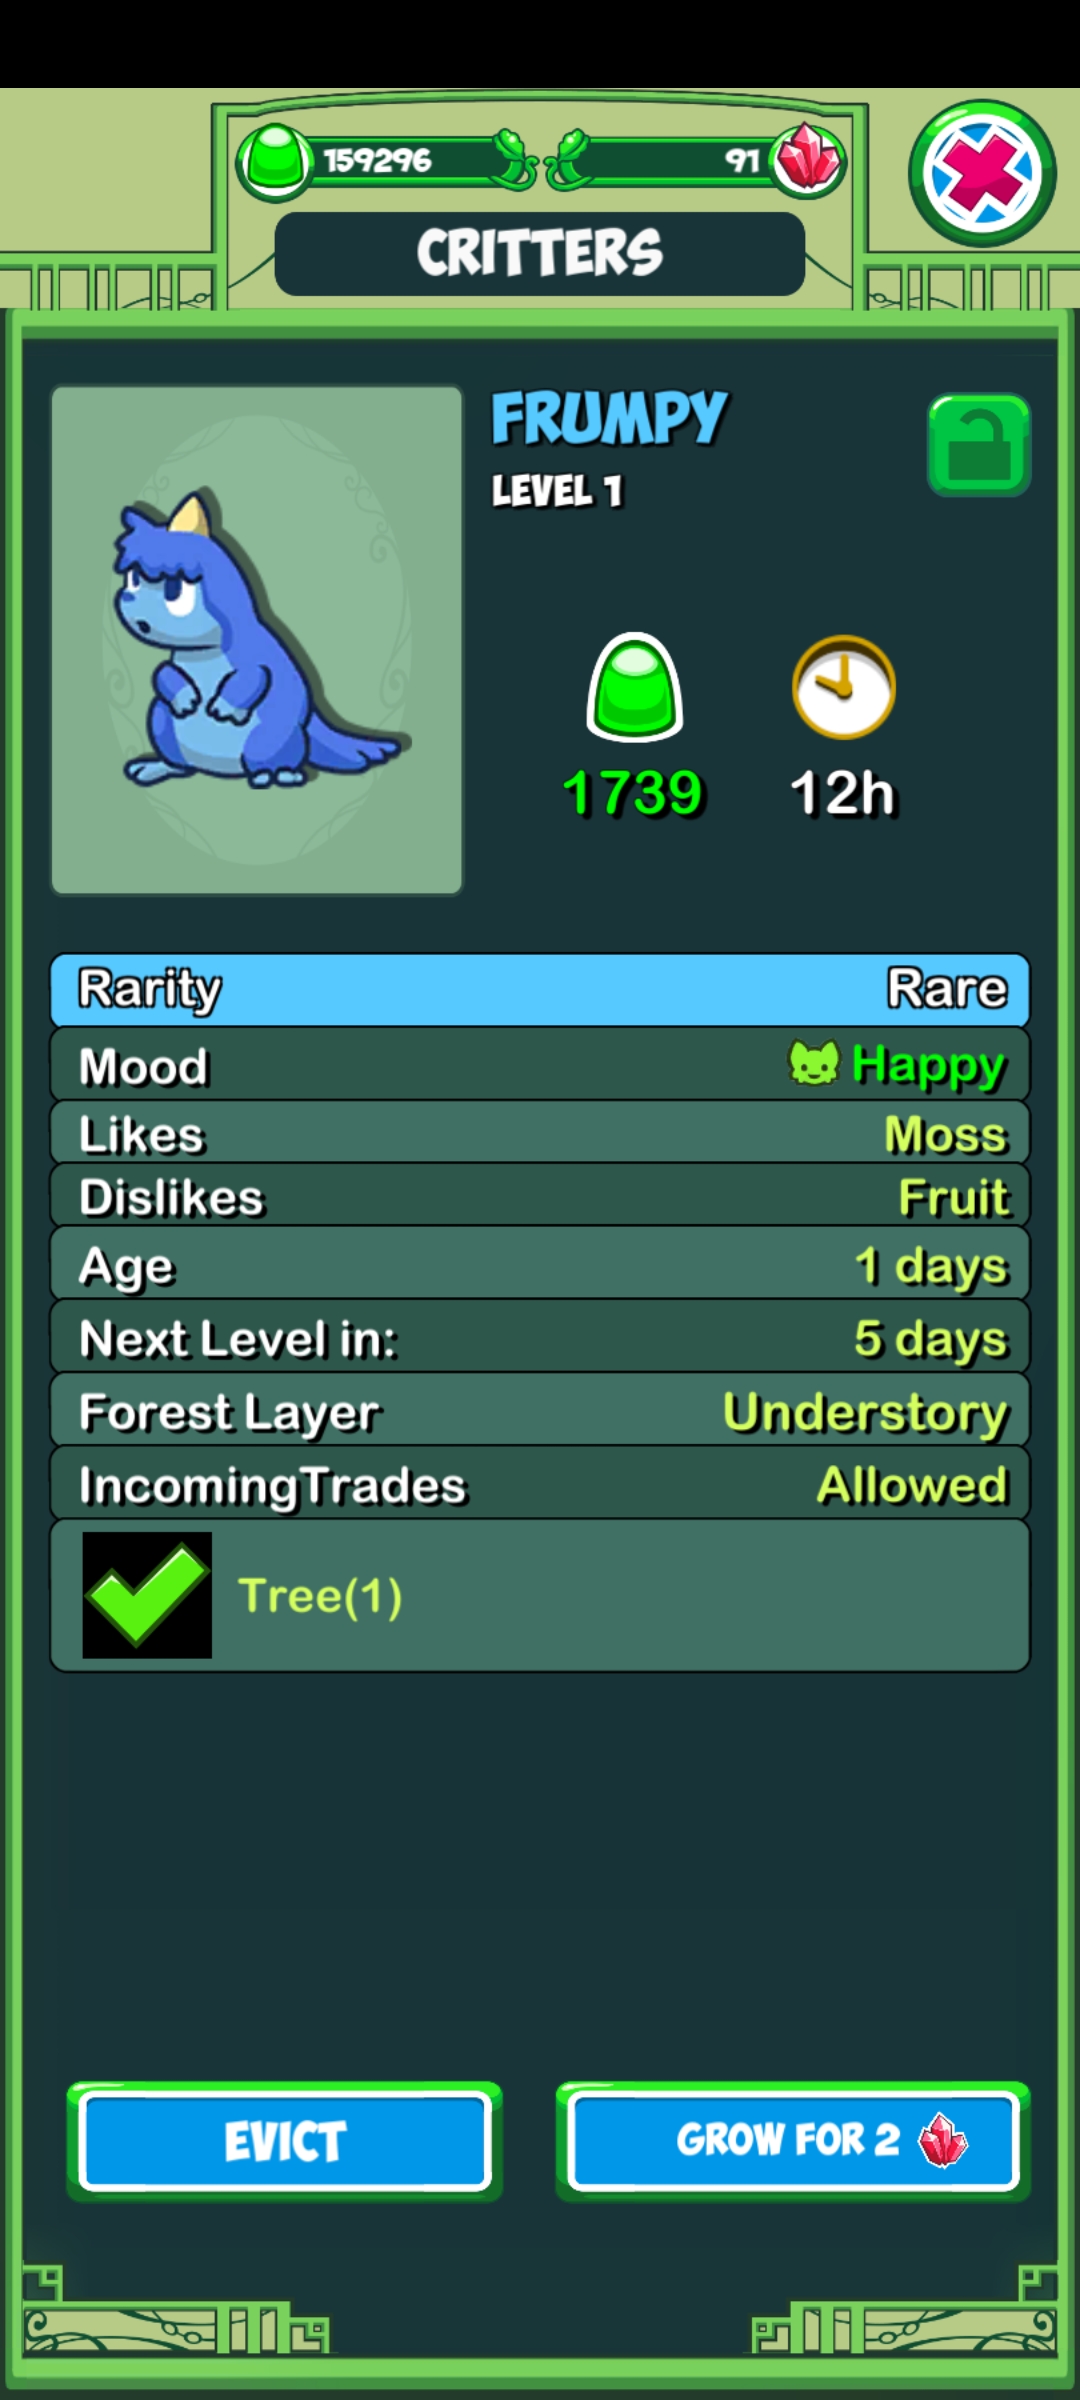 159296 91
CRITTERS
FRUMPY
LEVEL 1
1739 12h
Rarity Rare
Mood Happy
Likes Moss
Dislikes Fruit
Age 1 days
Next Level in: 5 days
Forest Layer Understory
IncomingTrades Allowed
Tree(1)
EVICT GROW FOR 2